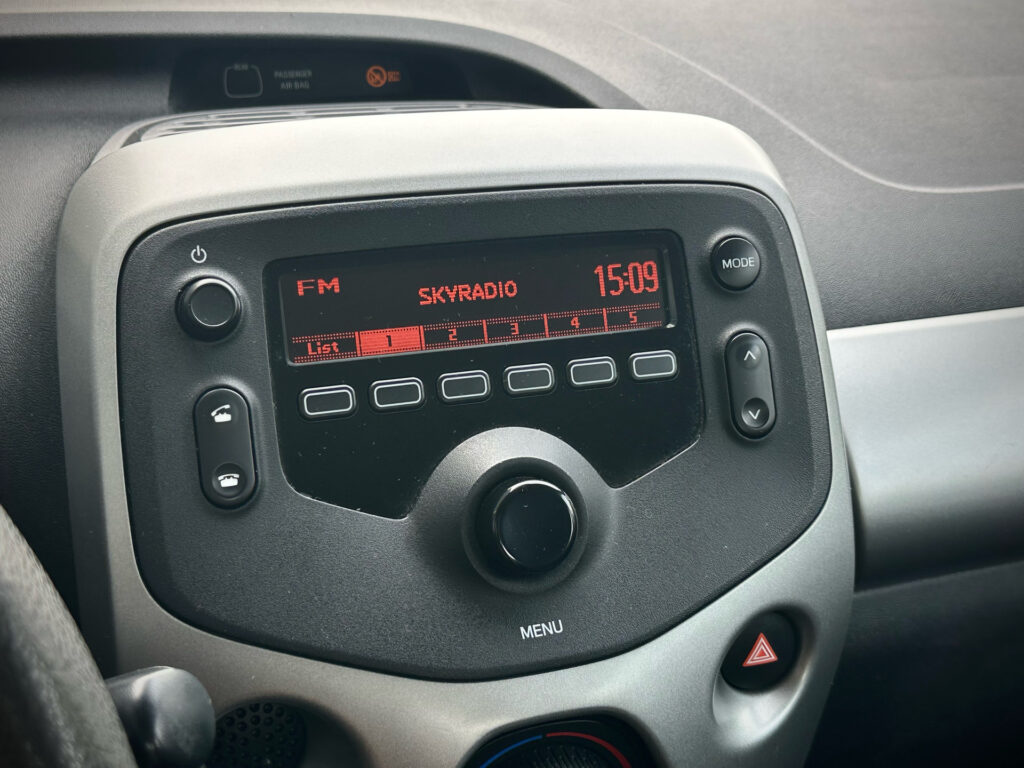 PASSENGER
AIR BAG
FM
SKYRADIO
15:09
List 1 2 3 4 5
MODE
MENU